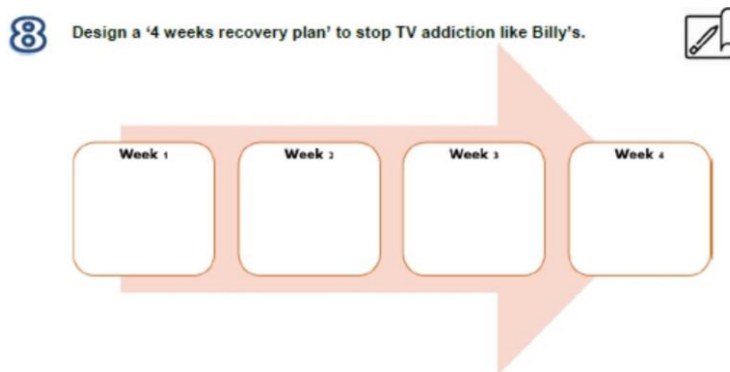 8 Design a ‘4 weeks recovery plan’ to stop TV addiction like Billy’s.
Week 1 Week 2 Week 3 Week 4